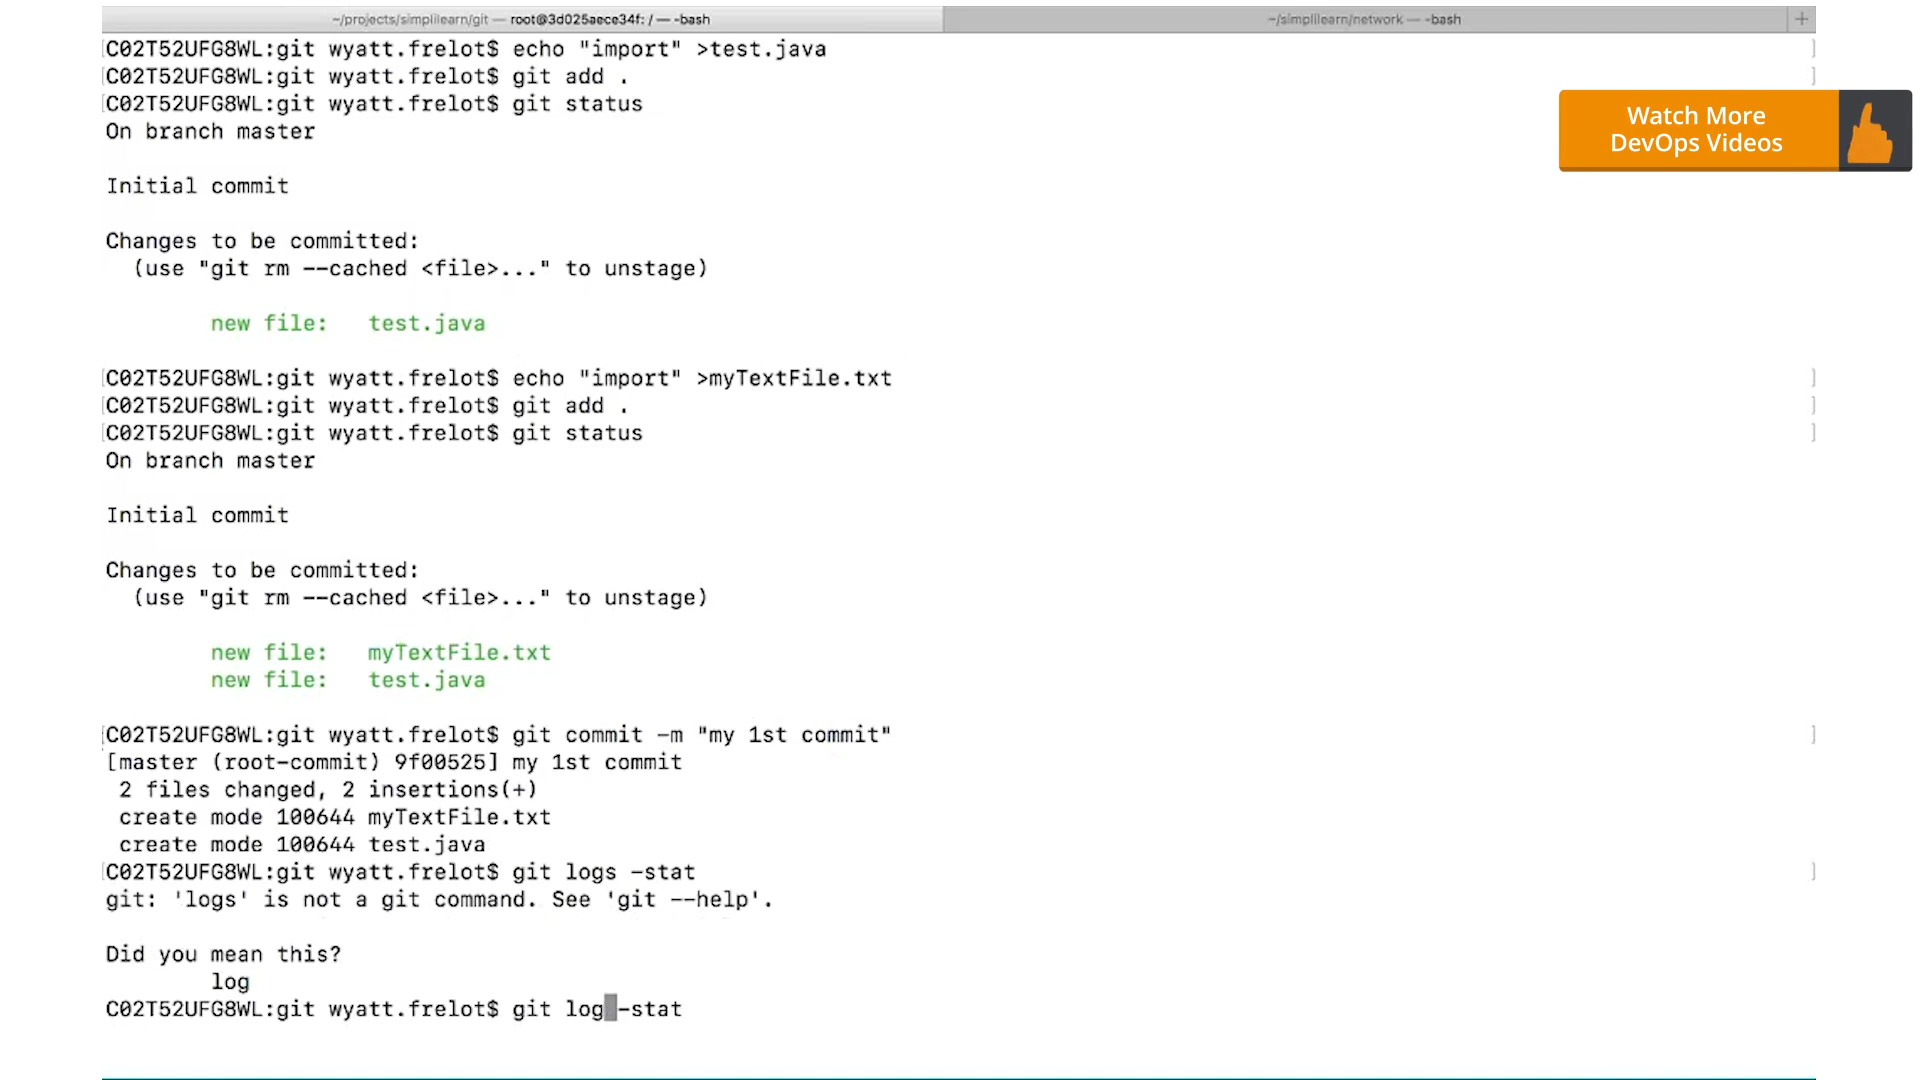 ~/projects/simplilearn/git — root@3d025aece34f: / — -bash
~/simplilearn/network — -bash
+
C02T52UFG8WL:git wyatt.frelot$ echo "import" >test.java
C02T52UFG8WL:git wyatt.frelot$ git add .
C02T52UFG8WL:git wyatt.frelot$ git status
On branch master
Watch More
DevOps Videos
Initial commit
Changes to be committed:
(use "git rm --cached <file>..." to unstage)
new file: test.java
C02T52UFG8WL:git wyatt.frelot$ echo "import" >myTextFile.txt
C02T52UFG8WL:git wyatt.frelot$ git add .
C02T52UFG8WL:git wyatt.frelot$ git status
On branch master
Initial commit
Changes to be committed:
(use "git rm --cached <file>..." to unstage)
new file: myTextFile.txt
new file: test.java
C02T52UFG8WL:git wyatt.frelot$ git commit -m "my 1st commit"
[master (root-commit) 9f00525] my 1st commit
2 files changed, 2 insertions(+)
create mode 100644 myTextFile.txt
create mode 100644 test.java
C02T52UFG8WL:git wyatt.frelot$ git logs -stat
git: 'logs' is not a git command. See 'git --help'.
Did you mean this?
log
C02T52UFG8WL:git wyatt.frelot$ git log -stat